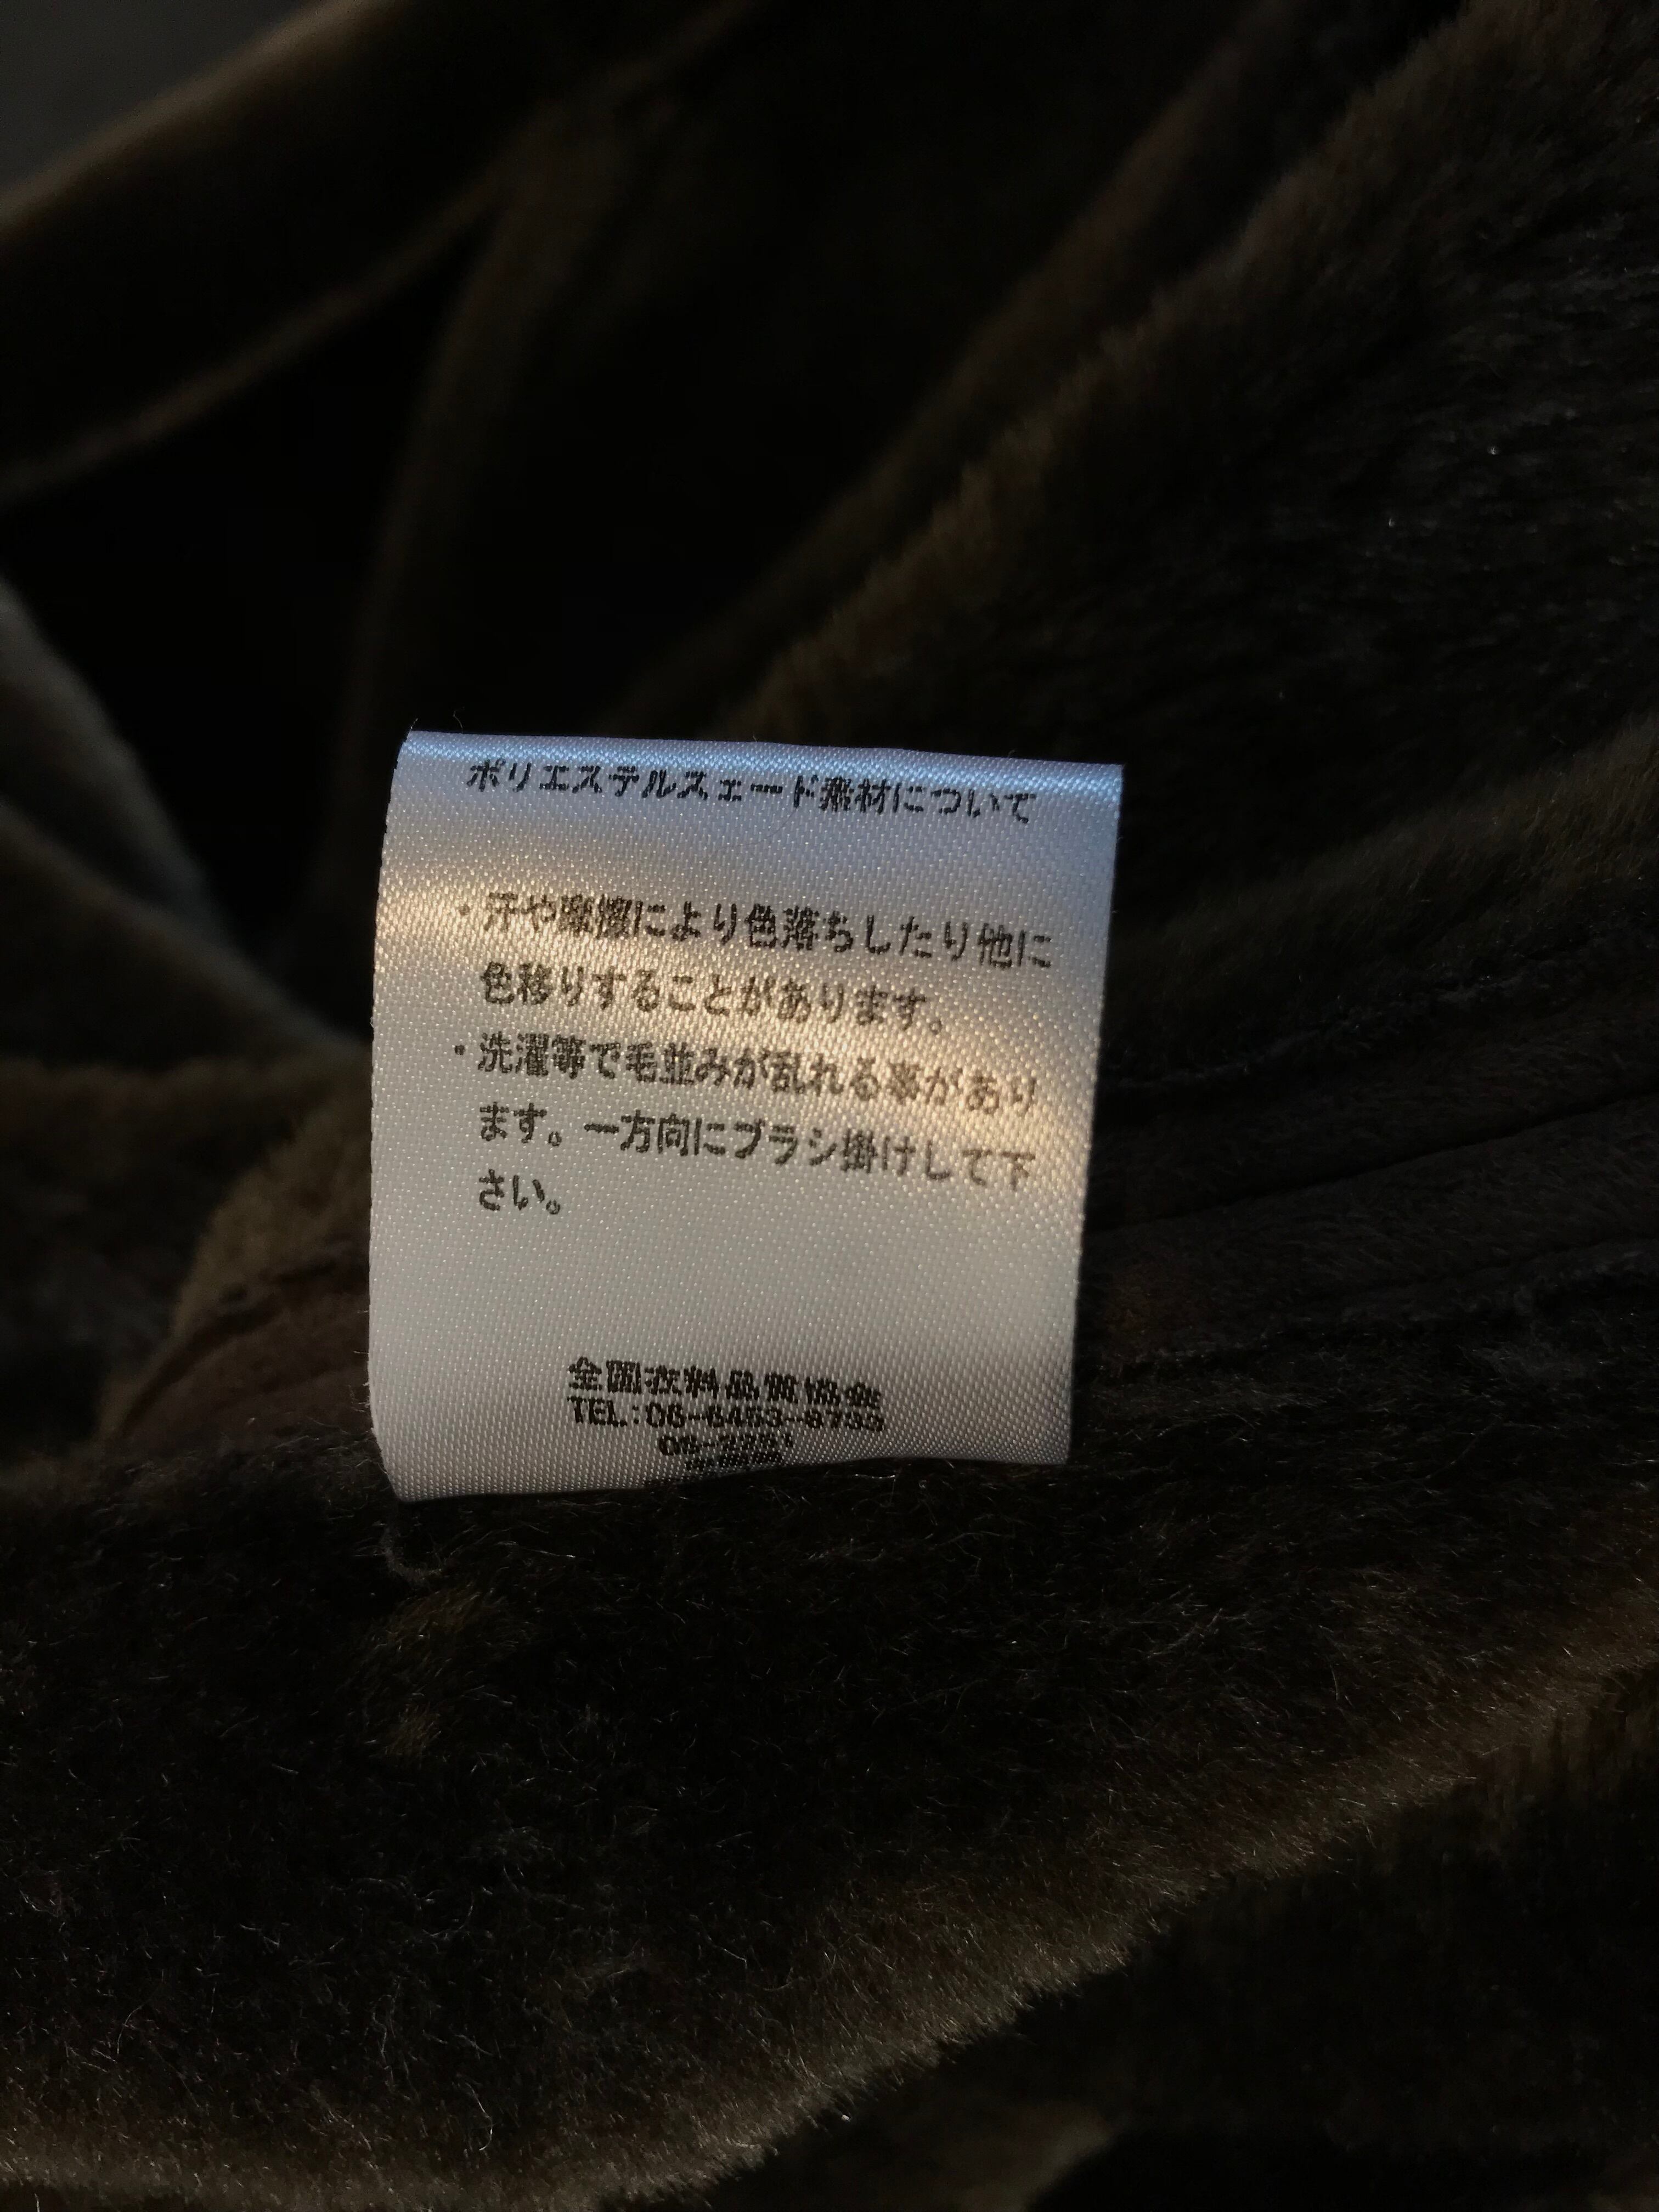 ポリエステルスェード素材について
・汗や摩擦により色落ちしたり他に
色移りすることがあります。
・洗濯等で毛並みが乱れる事があり
ます。一方向にブラシ掛けして下
さい。
全国衣料品質協会
TEL:06-6453-6739